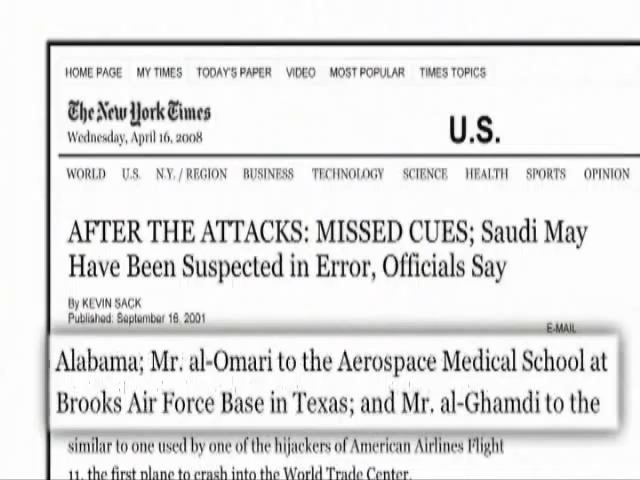 HOME PAGE MY TIMES TODAY'S PAPER VIDEO MOST POPULAR TIMES TOPICS
The New York Times
Wednesday, April 16, 2008
U.S.
WORLD U.S. N.Y. / REGION BUSINESS TECHNOLOGY SCIENCE HEALTH SPORTS OPINION
AFTER THE ATTACKS: MISSED CUES; Saudi May
Have Been Suspected in Error, Officials Say
By KEVIN SACK
Published: September 16, 2001
E-MAIL
Alabama; Mr. al-Omari to the Aerospace Medical School at
Brooks Air Force Base in Texas; and Mr. al-Ghamdi to the
similar to one used by one of the hijackers of American Airlines Flight
11, the first plane to crash into the World Trade Center.